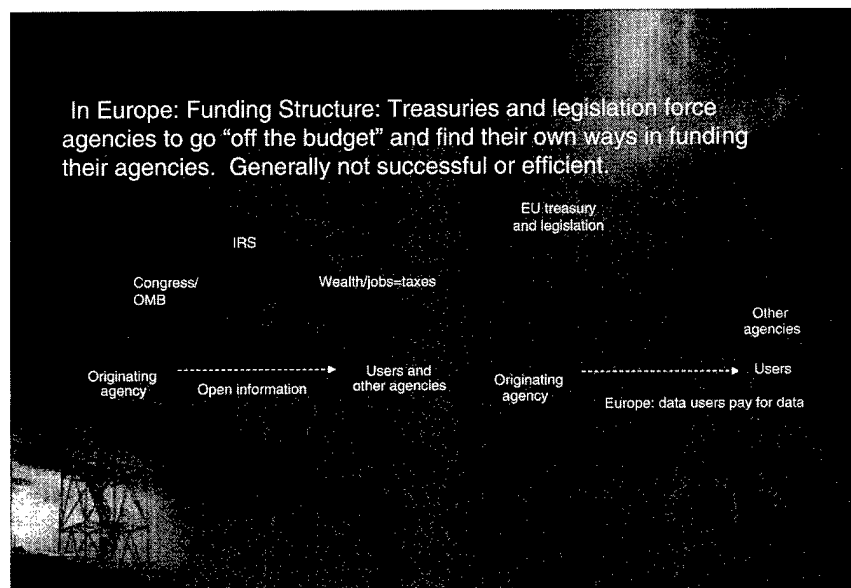 In Europe: Funding Structure: Treasuries and legislation force
agencies to go "off the budget" and find their own ways in funding
their agencies. Generally not successful or efficient.
EU treasury
and legislation
IRS
Congress/
OMB
Wealth/jobs=taxes
Other
agencies
Originating
agency
Open information
Users and
other agencies
Originating
agency
Users
Europe: data users pay for data